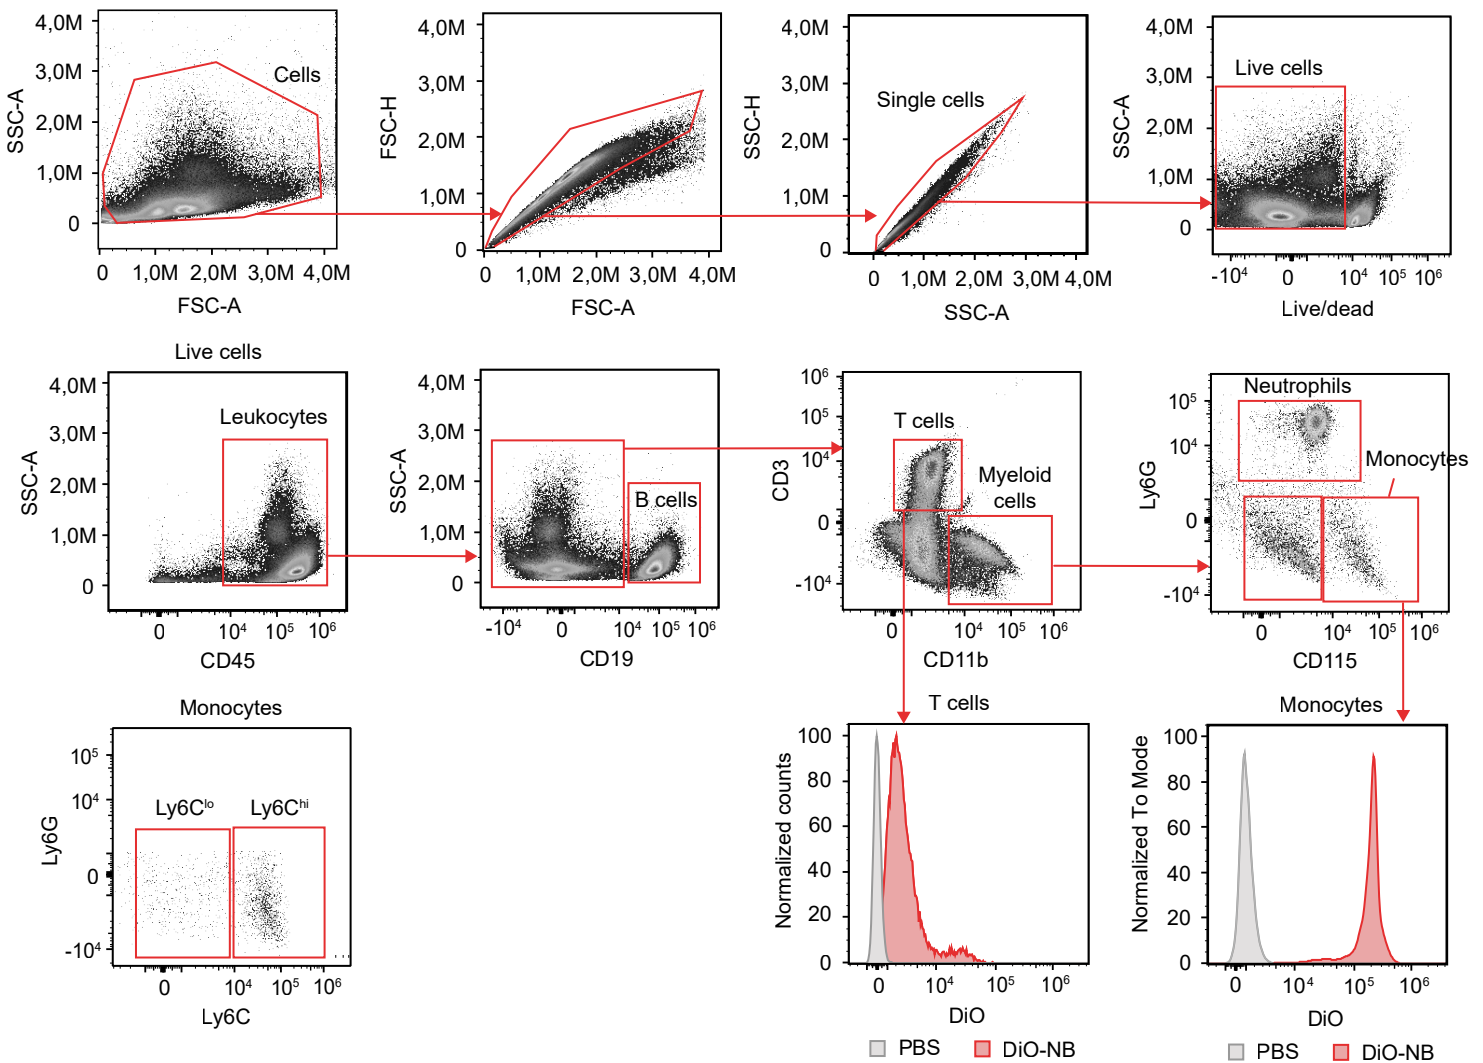 4,0M
3,0M
2,0M
1,0M
0
SSC-A
Cells
0 1,0M 2,0M 3,0M 4,0M
FSC-A
4,0M
3,0M
2,0M
1,0M
0
FSC-H
0 1,0M 2,0M 3,0M 4,0M
FSC-A
4,0M
3,0M
2,0M
1,0M
0
SSC-H
Single cells
0 1,0M 2,0M 3,0M 4,0M
SSC-A
4,0M
3,0M
2,0M
1,0M
0
SSC-A
Live cells
-10⁴ 0 10⁴ 10⁵ 10⁶
Live/dead
Live cells
4,0M
3,0M
2,0M
1,0M
0
SSC-A
Leukocytes
0 10⁴ 10⁵ 10⁶
CD45
4,0M
3,0M
2,0M
1,0M
0
SSC-A
B cells
-10⁴ 0 10⁴ 10⁵ 10⁶
CD19
10⁶
10⁵
10⁴
0
-10⁴
CD3
T cells
Myeloid
cells
0 10⁴ 10⁵ 10⁶
CD11b
10⁵
10⁴
0
-10⁴
Ly6G
Neutrophils
Monocytes
0 10⁴ 10⁵ 10⁶
CD115
Monocytes
10⁵
10⁴
0
-10⁴
Ly6G
Ly6Cˡᵒ Ly6Cʰⁱ
0 10⁴ 10⁵ 10⁶
Ly6C
T cells
100
80
60
40
20
0
Normalized counts
0 10⁴ 10⁵ 10⁶
DiO
PBS DiO-NB
Monocytes
100
80
60
40
20
0
Normalized To Mode
0 10⁴ 10⁵ 10⁶
DiO
PBS DiO-NB